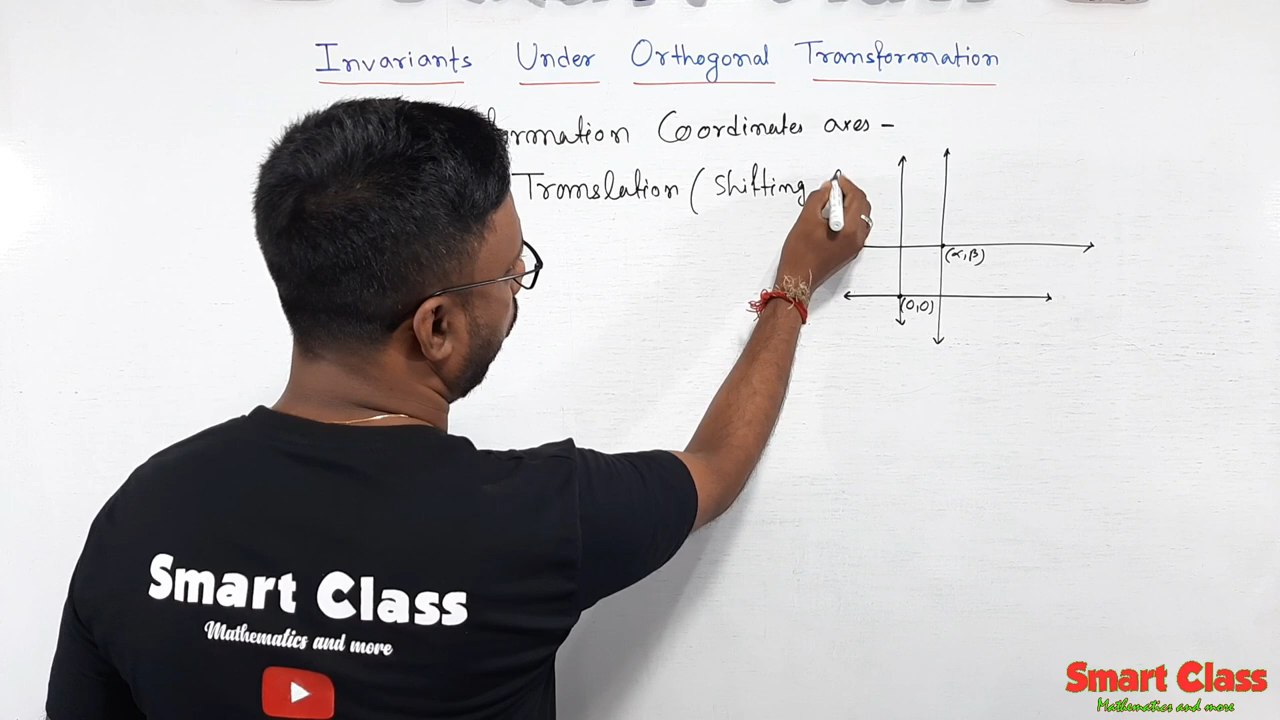 Invariants Under Orthogonal Transformation
Coordinates axes -
Translation ( Shifting
(α,β)
(0,0)
Smart Class
Mathematics and more
Smart Class
Mathematics and more